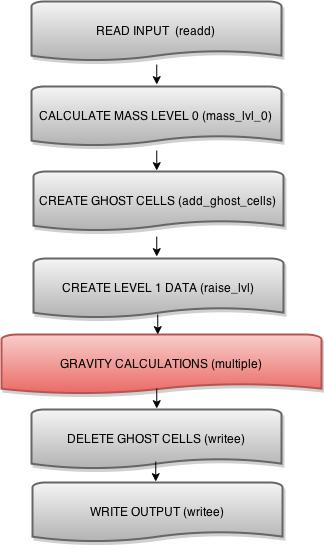 READ INPUT (readd)
CALCULATE MASS LEVEL 0 (mass_lvl_0)
CREATE GHOST CELLS (add_ghost_cells)
CREATE LEVEL 1 DATA (raise_lvl)
GRAVITY CALCULATIONS (multiple)
DELETE GHOST CELLS (writee)
WRITE OUTPUT (writee)